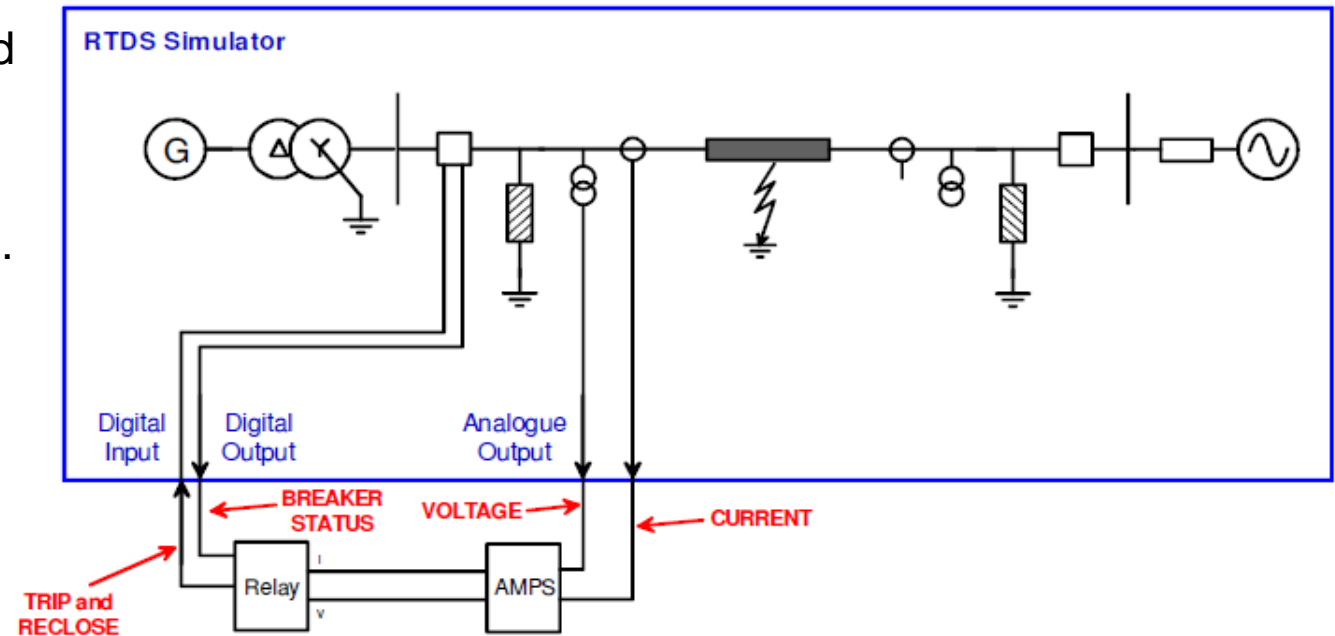 d
.
RTDS Simulator
G
Δ
Y
Digital
Input
Digital
Output
Analogue
Output
BREAKER
STATUS
VOLTAGE
CURRENT
TRIP and
RECLOSE
Relay
I
V
AMPS